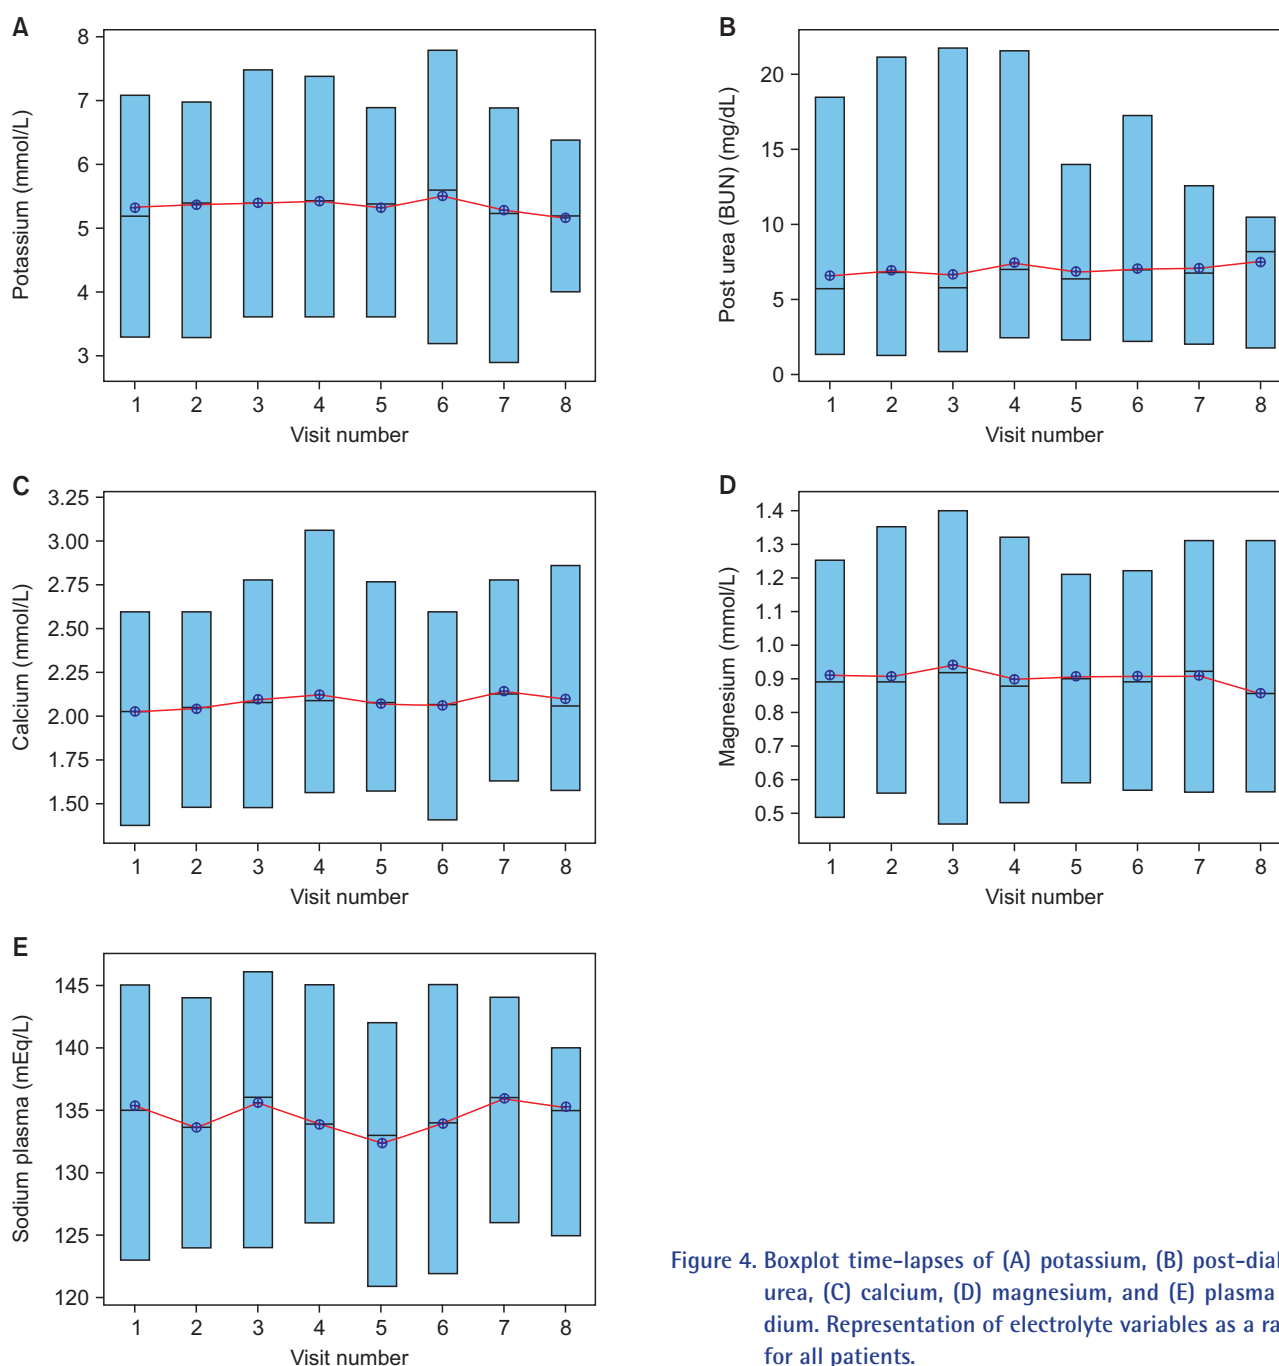 A
8
7
6
5
4
3
Potassium (mmol/L)
1 2 3 4 5 6 7 8
Visit number
B
20
15
10
5
0
Post urea (BUN) (mg/dL)
1 2 3 4 5 6 7 8
Visit number
C
3.25
3.00
2.75
2.50
2.25
2.00
1.75
1.50
Calcium (mmol/L)
1 2 3 4 5 6 7 8
Visit number
D
1.4
1.3
1.2
1.1
1.0
0.9
0.8
0.7
0.6
0.5
Magnesium (mmol/L)
1 2 3 4 5 6 7 8
Visit number
E
145
140
135
130
125
120
Sodium plasma (mEq/L)
1 2 3 4 5 6 7 8
Visit number
Figure 4. Boxplot time-lapses of (A) potassium, (B) post-dial
urea, (C) calcium, (D) magnesium, and (E) plasma
dium. Representation of electrolyte variables as a ra
for all patients.